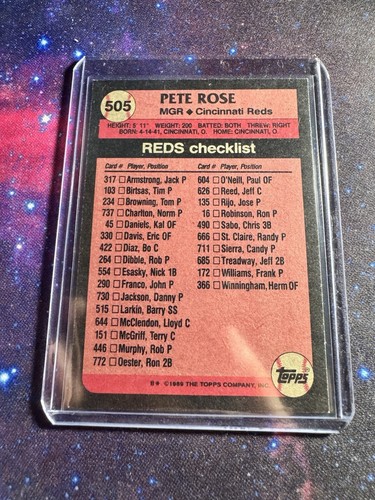 505
PETE ROSE
MGR ◆ Cincinnati Reds
HEIGHT: 5' 11" WEIGHT: 200 BATTED: BOTH THREW: RIGHT
BORN: 4-14-41, CINCINNATI, O. HOME: CINCINNATI, O.
REDS checklist
Card # Player, Position
317 □ Armstrong, Jack P
103 □ Birtsas, Tim P
234 □ Browning, Tom P
737 □ Charlton, Norm P
45 □ Daniels, Kal OF
330 □ Davis, Eric OF
422 □ Diaz, Bo C
264 □ Dibble, Rob P
554 □ Esasky, Nick 1B
290 □ Franco, John P
730 □ Jackson, Danny P
515 □ Larkin, Barry SS
644 □ McClendon, Lloyd C
151 □ McGriff, Terry C
446 □ Murphy, Rob P
772 □ Oester, Ron 2B
Card # Player, Position
604 □ O'Neill, Paul OF
626 □ Reed, Jeff C
135 □ Rijo, Jose P
16 □ Robinson, Ron P
490 □ Sabo, Chris 3B
666 □ St. Claire, Randy P
711 □ Sierra, Candy P
685 □ Treadway, Jeff 2B
172 □ Williams, Frank P
366 □ Winningham, Herm OF
B* ©1989 THE TOPPS COMPANY, INC.
topps